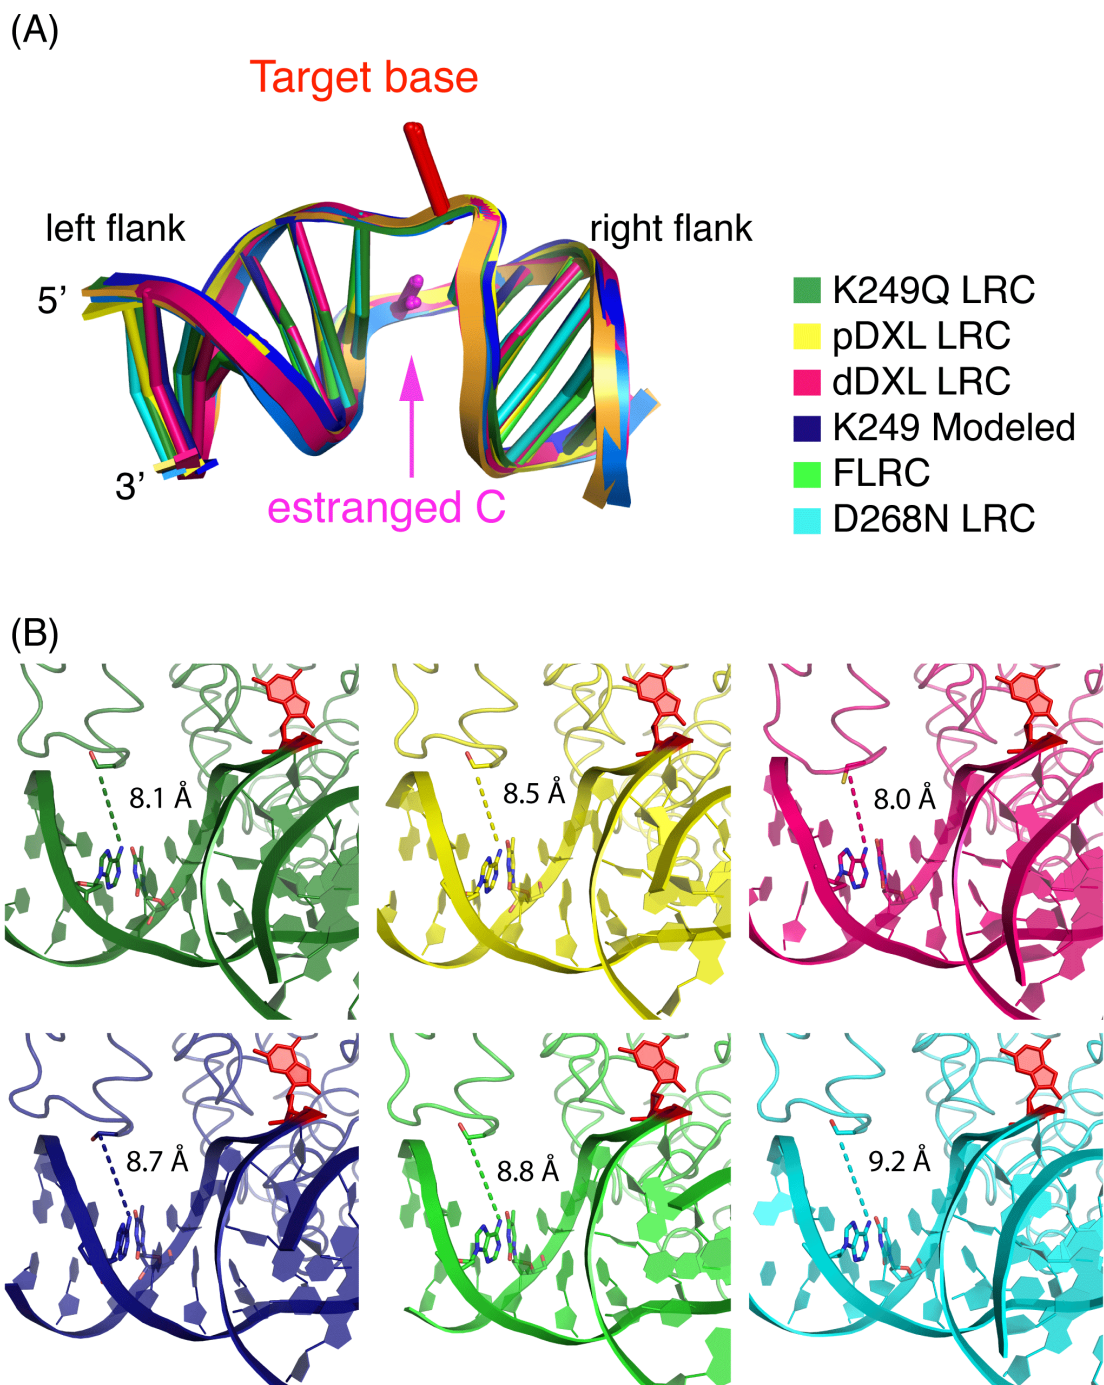 (A)
Target base
left flank
right flank
5’
3’
estranged C
K249Q LRC
pDXL LRC
dDXL LRC
K249 Modeled
FLRC
D268N LRC
(B)
8.1 Å
8.5 Å
8.0 Å
8.7 Å
8.8 Å
9.2 Å